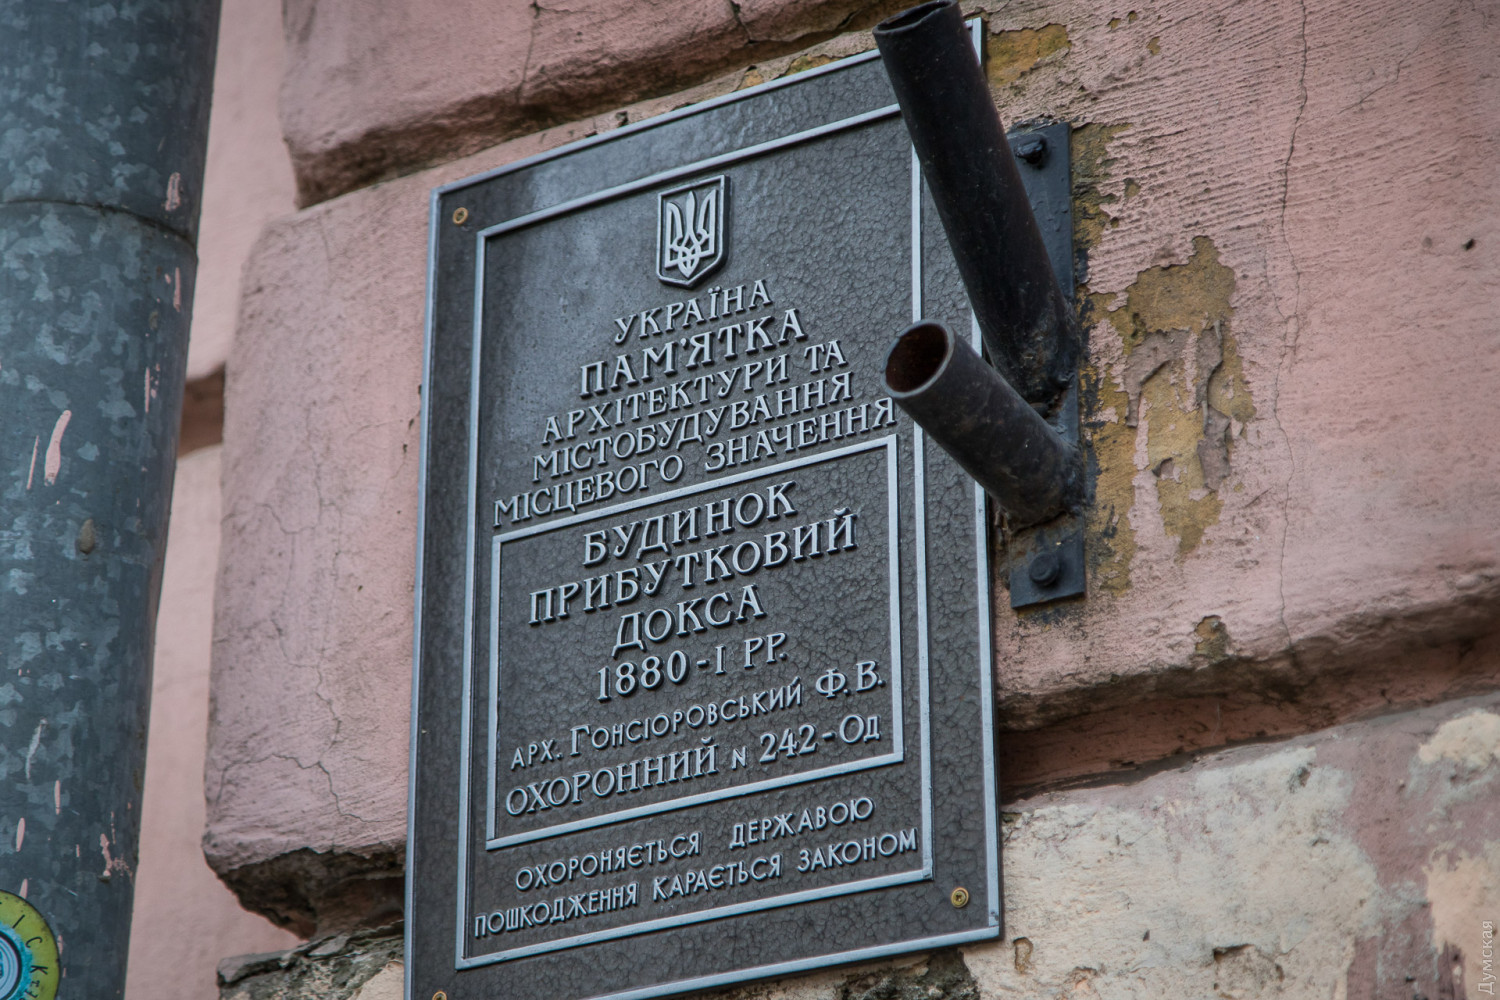 УКРАЇНА
ПАМ'ЯТКА
АРХІТЕКТУРИ ТА
МІСТОБУДУВАННЯ
МІСЦЕВОГО ЗНАЧЕННЯ
БУДИНОК
ПРИБУТКОВИЙ
ДОКСА
1880-І РР.
АРХ. ГОНСІОРОВСЬКИЙ Ф.В.
ОХОРОННИЙ N 242-Од
ОХОРОНЯЄТЬСЯ ДЕРЖАВОЮ
ПОШКОДЖЕННЯ КАРАЄТЬСЯ ЗАКОНОМ
Думская